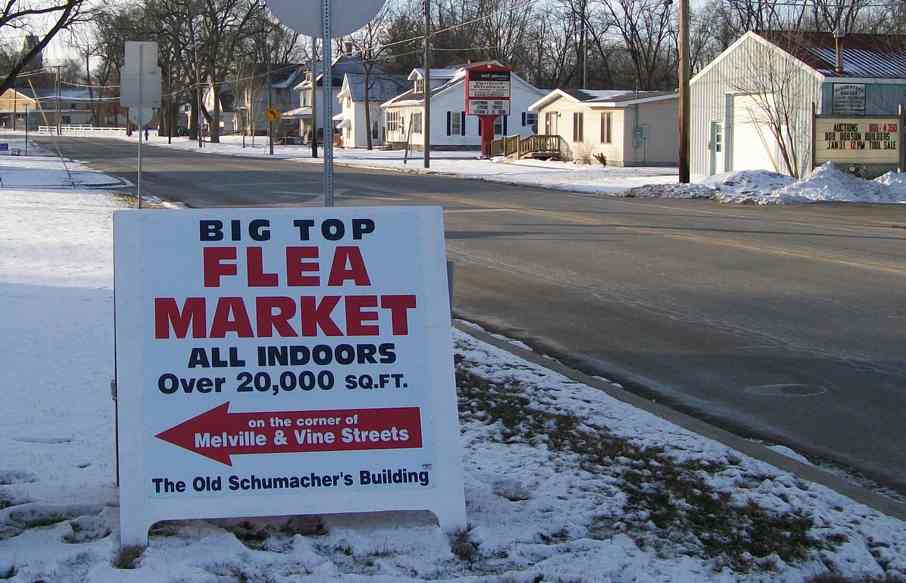 BIG TOP
FLEA
MARKET
ALL INDOORS
Over 20,000 SQ.FT.
on the corner of
Melville & Vine Streets
The Old Schumacher's Building
AUCTIONS